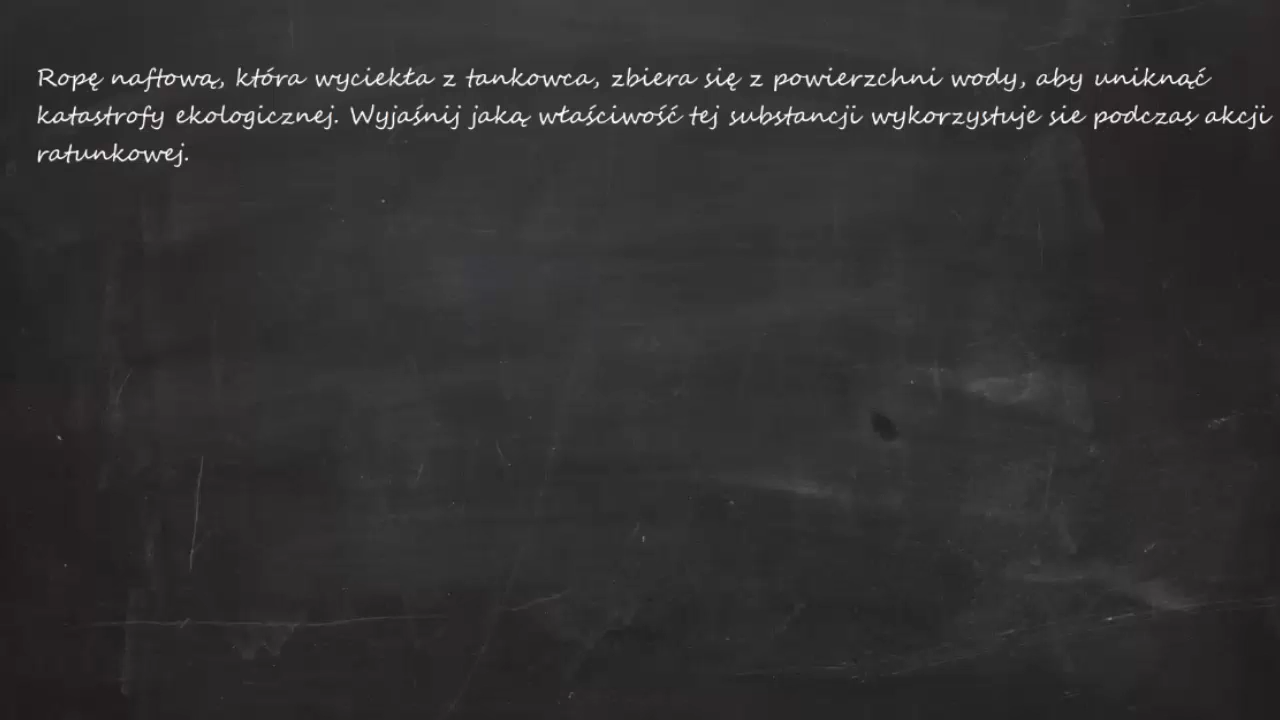 Ropę naftową, która wyciekła z tankowca, zbiera się z powierzchni wody, aby uniknąć
katastrofy ekologicznej. Wyjaśnij jaką właściwość tej substancji wykorzystuje sie podczas akcji
ratunkowej.